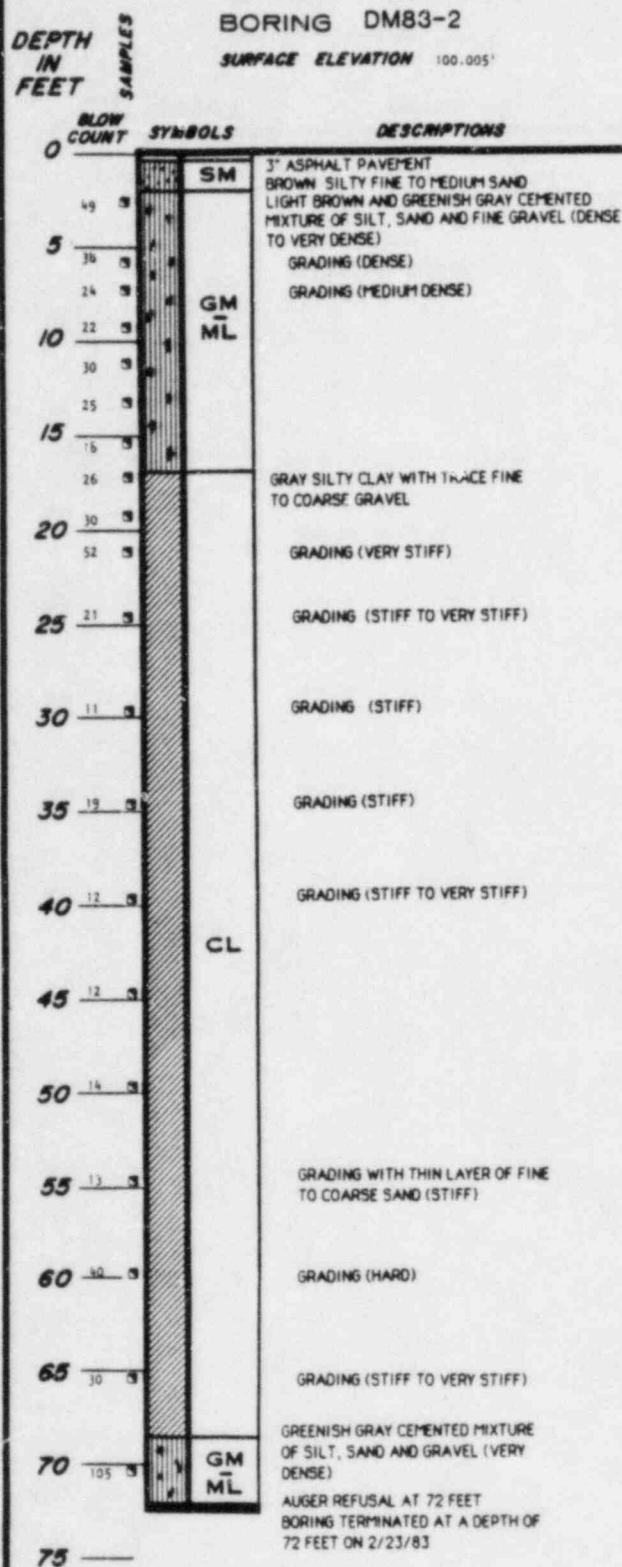 BORING DM83-2
SURFACE ELEVATION 100.005'
DEPTH IN FEET
SAMPLES
BLOW COUNT
SYMBOLS
DESCRIPTIONS
0
SM
3" ASPHALT PAVEMENT
BROWN SILTY FINE TO MEDIUM SAND
49
LIGHT BROWN AND GREENISH GRAY CEMENTED
MIXTURE OF SILT, SAND AND FINE GRAVEL (DENSE
TO VERY DENSE)
5
36
GRADING (DENSE)
24
GRADING (MEDIUM DENSE)
GM
ML
22
10
30
25
15
26
GRAY SILTY CLAY WITH TRACE FINE
TO COARSE GRAVEL
30
20
52
GRADING (VERY STIFF)
25
21
GRADING (STIFF TO VERY STIFF)
30
11
GRADING (STIFF)
35
19
GRADING (STIFF)
40
12
GRADING (STIFF TO VERY STIFF)
CL
45
12
50
14
55
13
GRADING WITH THIN LAYER OF FINE
TO COARSE SAND (STIFF)
60
40
GRADING (HARD)
65
30
GRADING (STIFF TO VERY STIFF)
GREENISH GRAY CEMENTED MIXTURE
OF SILT, SAND AND GRAVEL (VERY
DENSE)
70
105
GM
ML
AUGER REFUSAL AT 72 FEET
BORING TERMINATED AT A DEPTH OF
72 FEET ON 2/23/83
75